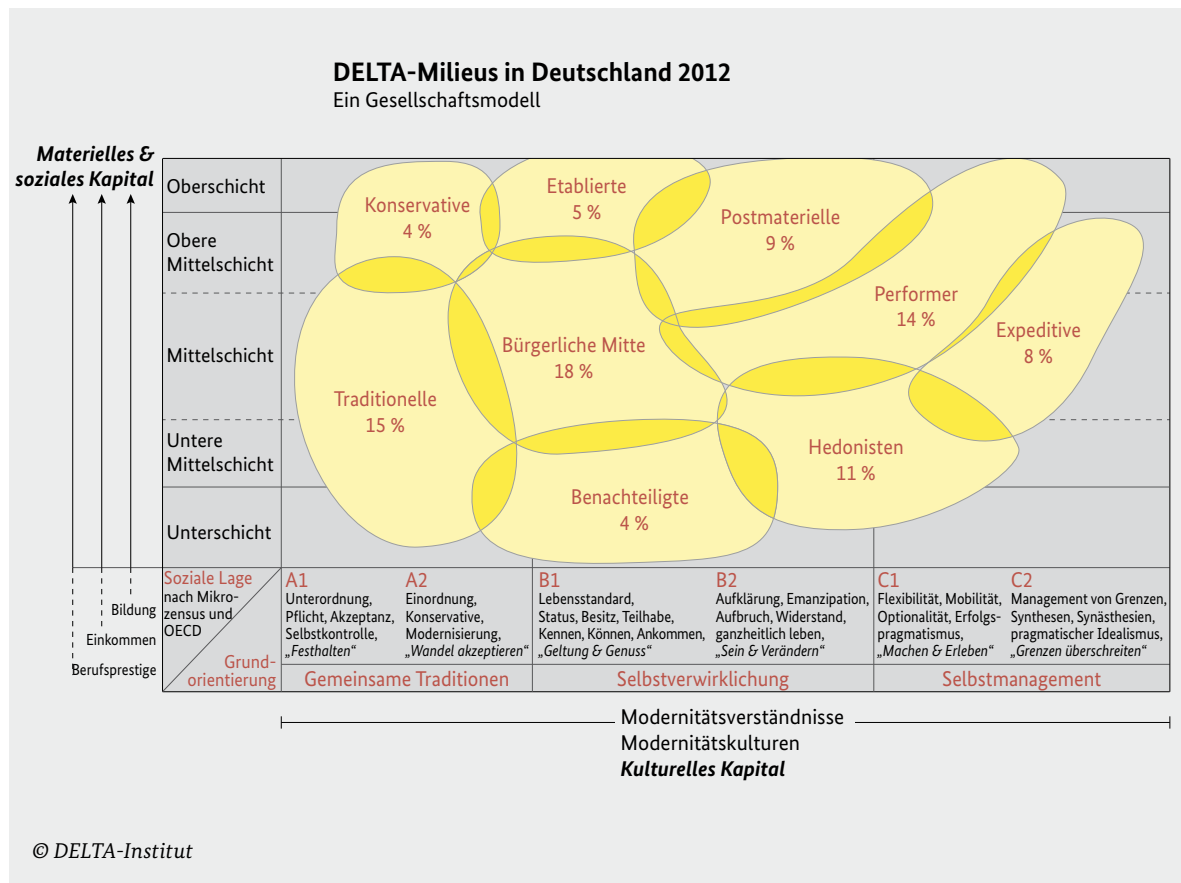 DELTA-Milieus in Deutschland 2012
Ein Gesellschaftsmodell
Materielles &
soziales Kapital
Oberschicht
Obere
Mittelschicht
Mittelschicht
Untere
Mittelschicht
Unterschicht
Konservative
4 %
Etablierte
5 %
Postmaterielle
9 %
Performer
14 %
Expeditive
8 %
Bürgerliche Mitte
18 %
Traditionelle
15 %
Hedonisten
11 %
Benachteiligte
4 %
Soziale Lage
nach Mikro-
zensus und
OECD
Bildung
Einkommen
Berufsprestige
Grund-
orientierung
A1
Unterordnung,
Pflicht, Akzeptanz,
Selbstkontrolle,
„Festhalten“
A2
Einordnung,
Konservative,
Modernisierung,
„Wandel akzeptieren“
B1
Lebensstandard,
Status, Besitz, Teilhabe,
Kennen, Können, Ankommen,
„Geltung & Genuss“
B2
Aufklärung, Emanzipation,
Aufbruch, Widerstand,
ganzheitlich leben,
„Sein & Verändern“
C1
Flexibilität, Mobilität,
Optionalität, Erfolgs-
pragmatismus,
„Machen & Erleben“
C2
Management von Grenzen,
Synthesen, Synästhesien,
pragmatischer Idealismus,
„Grenzen überschreiten“
Gemeinsame Traditionen
Selbstverwirklichung
Selbstmanagement
Modernitätsverständnisse
Modernitätskulturen
Kulturelles Kapital
© DELTA-Institut